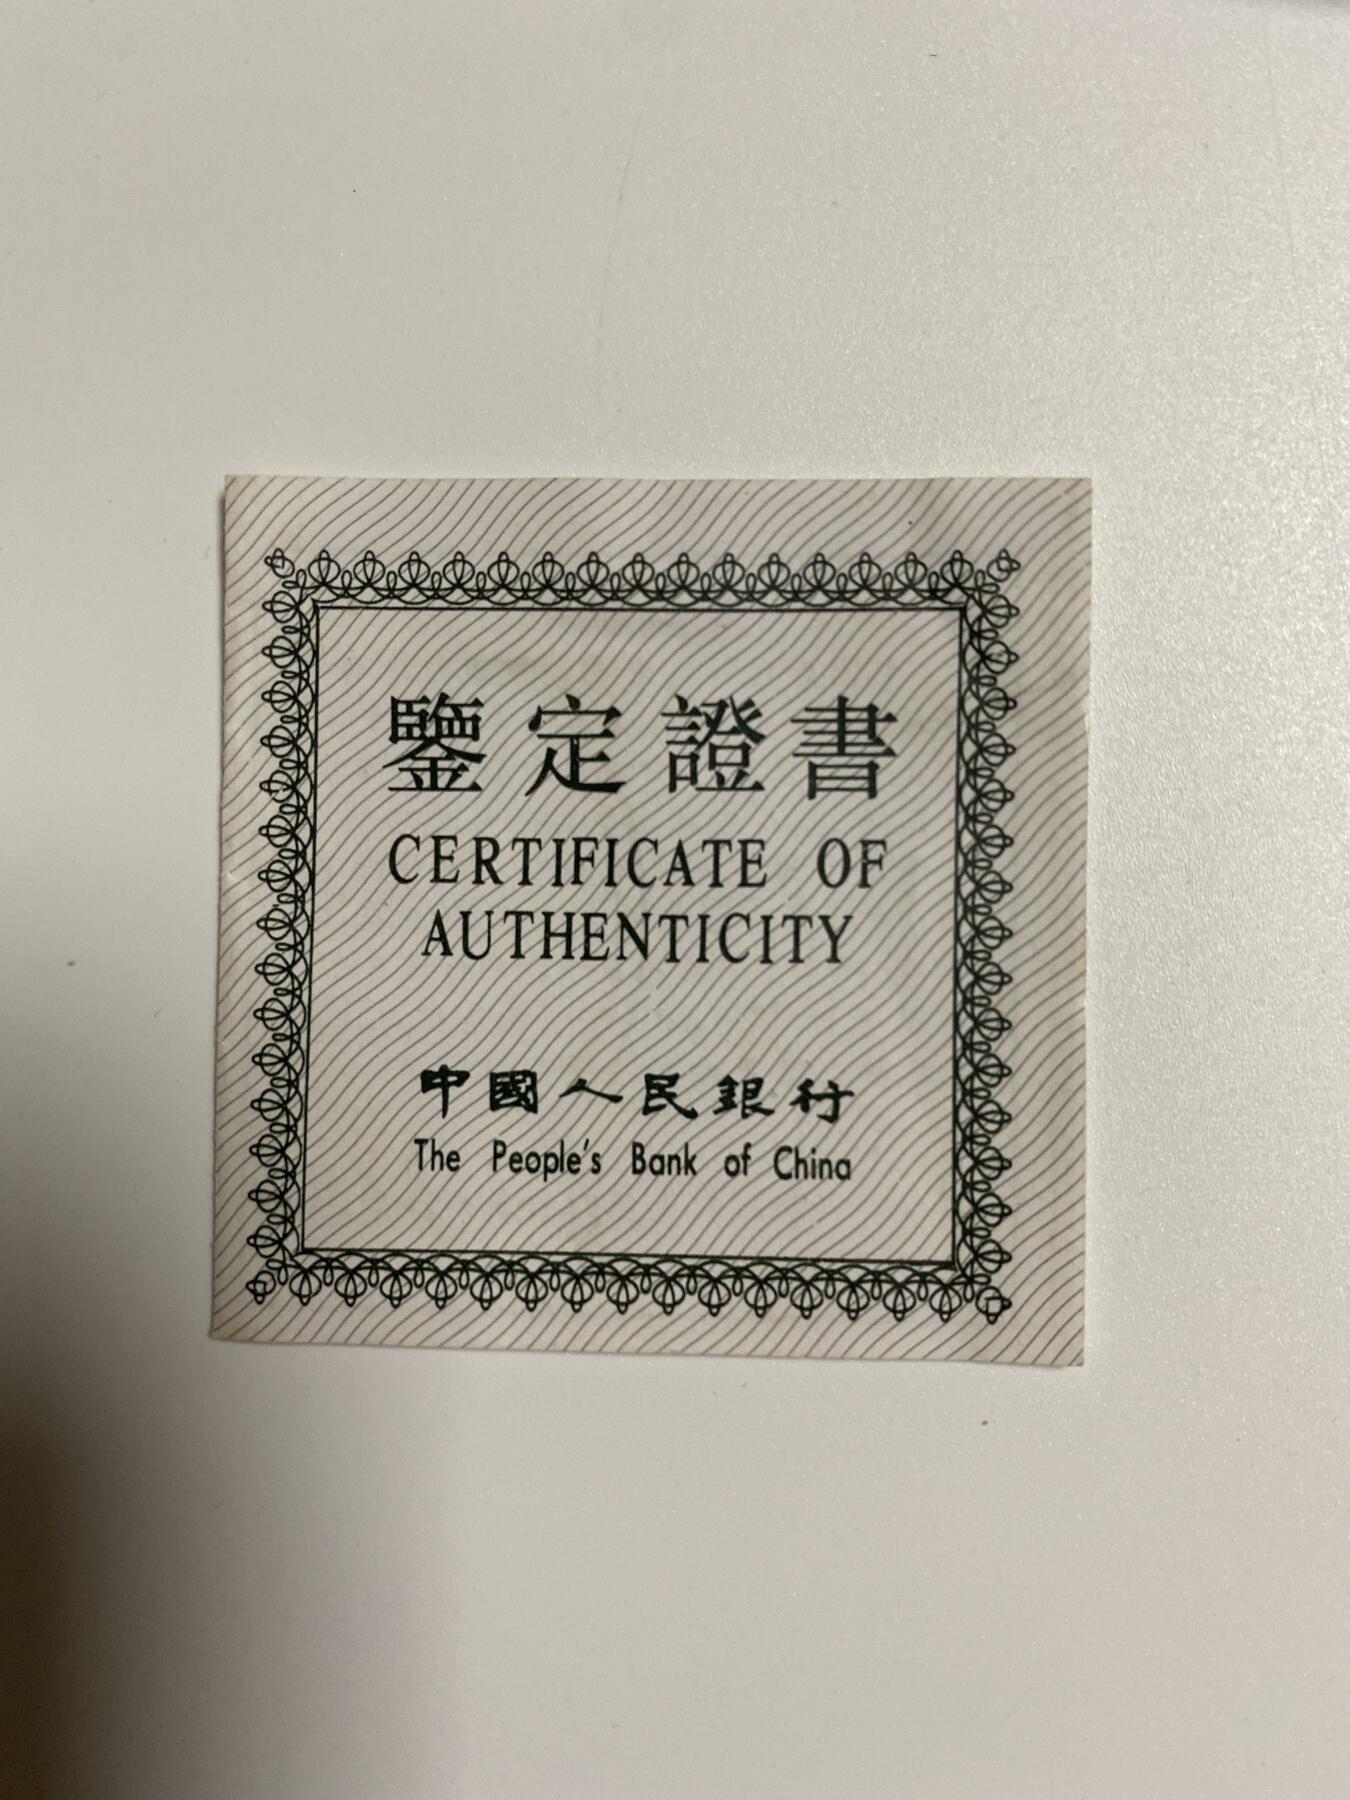 鑒定證書
CERTIFICATE OF
AUTHENTICITY
中國人民銀行
The People's Bank of China